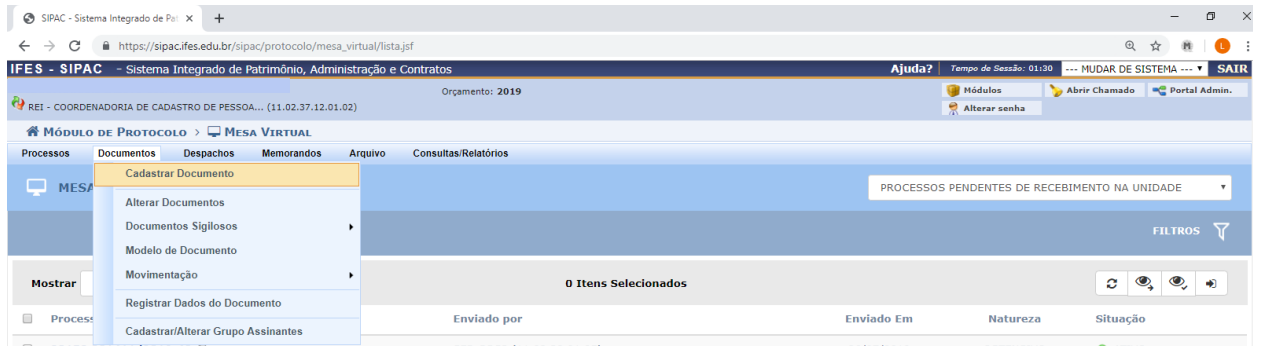 SIPAC - Sistema Integrado de Pat
https://sipac.ifes.edu.br/sipac/protocolo/mesa_virtual/lista.jsf
IFES - SIPAC - Sistema Integrado de Patrimônio, Administração e Contratos Ajuda? Tempo de Sessão: 01:30 --- MUDAR DE SISTEMA --- SAIR
Orçamento: 2019 Módulos Abrir Chamado Portal Admin.
REI - COORDENADORIA DE CADASTRO DE PESSOA... (11.02.37.12.01.02) Alterar senha
MÓDULO DE PROTOCOLO > MESA VIRTUAL
Processos Documentos Despachos Memorandos Arquivo Consultas/Relatórios
Cadastrar Documento
MESA PROCESSOS PENDENTES DE RECEBIMENTO NA UNIDADE
Alterar Documentos
Documentos Sigilosos
FILTROS
Modelo de Documento
Movimentação
Mostrar 0 Itens Selecionados
Registrar Dados do Documento
Process Enviado por Enviado Em Natureza Situação
Cadastrar/Alterar Grupo Assinantes